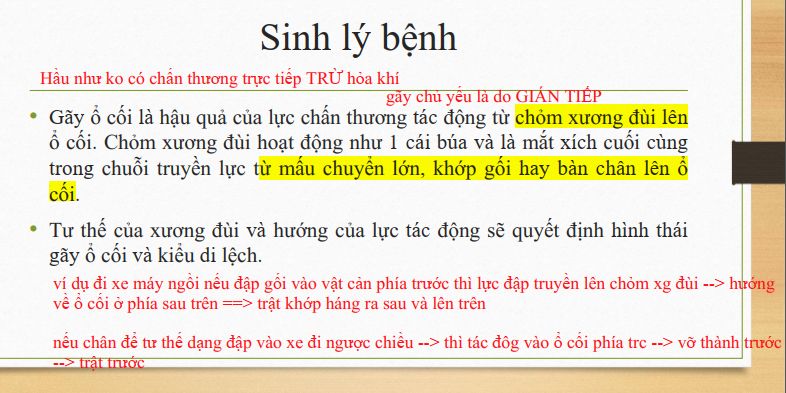 Sinh lý bệnh
Hầu như ko có chấn thương trực tiếp TRỪ hỏa khí
gãy chủ yếu là do GIÁN TIẾP
• Gãy ổ cối là hậu quả của lực chấn thương tác động từ chỏm xương đùi lên
ổ cối. Chỏm xương đùi hoạt động như 1 cái búa và là mắt xích cuối cùng
trong chuỗi truyền lực từ mấu chuyển lớn, khớp gối hay bàn chân lên ổ
cối.
• Tư thế của xương đùi và hướng của lực tác động sẽ quyết định hình thái
gãy ổ cối và kiểu di lệch.
ví dụ đi xe máy ngồi nếu đập gối vào vật cản phía trước thì lực đập truyền lên chỏm xg đùi --> hướng
về ổ cối ở phía sau trên ==> trật khớp háng ra sau và lên trên
nếu chân để tư thế dạng đập vào xe đi ngược chiều --> thì tác đôg vào ổ cối phía trc --> vỡ thành trước
--> trật trước